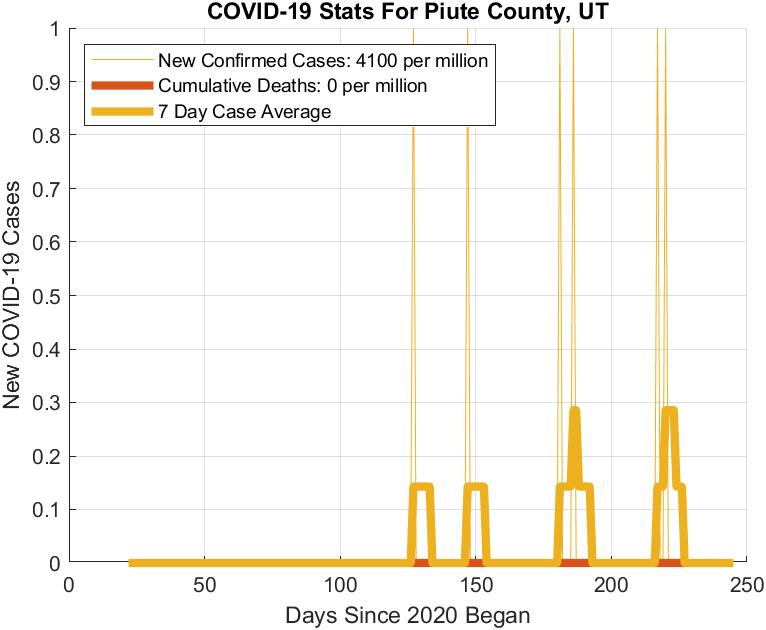 COVID-19 Stats For Piute County, UT
New Confirmed Cases: 4100 per million
Cumulative Deaths: 0 per million
7 Day Case Average
New COVID-19 Cases
1
0.9
0.8
0.7
0.6
0.5
0.4
0.3
0.2
0.1
0
0 50 100 150 200 250
Days Since 2020 Began